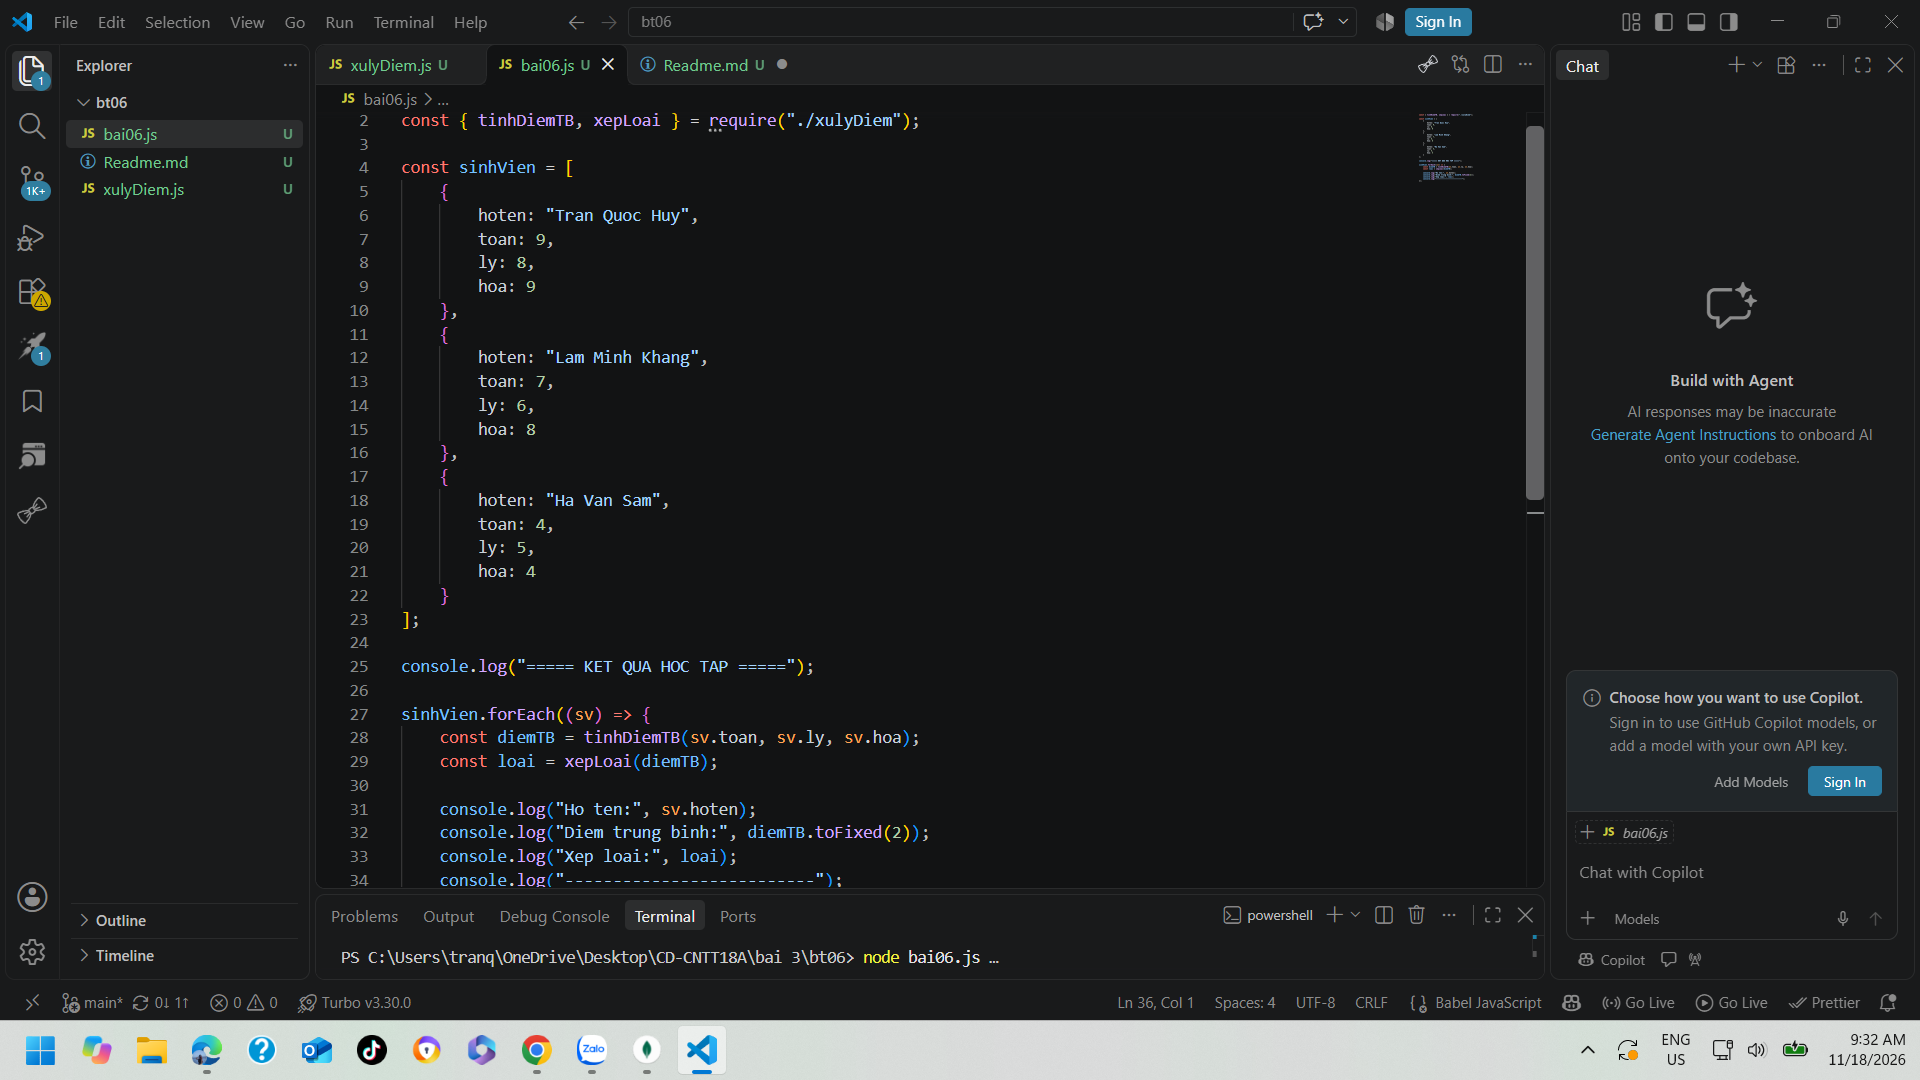 File Edit Selection View Go Run Terminal Help
bt06
Sign In
Explorer
bt06
JS bai06.js U
Readme.md U
JS xulyDiem.js U
1
1K+
1
Outline
Timeline
JS xulyDiem.js U
JS bai06.js U
Readme.md U
JS bai06.js > ...
2 const { tinhDiemTB, xepLoai } = require("./xulyDiem");
3
4 const sinhVien = [
5 {
6 hoten: "Tran Quoc Huy",
7 toan: 9,
8 ly: 8,
9 hoa: 9
10 },
11 {
12 hoten: "Lam Minh Khang",
13 toan: 7,
14 ly: 6,
15 hoa: 8
16 },
17 {
18 hoten: "Ha Van Sam",
19 toan: 4,
20 ly: 5,
21 hoa: 4
22 }
23 ];
24
25 console.log("===== KET QUA HOC TAP =====");
26
27 sinhVien.forEach((sv) => {
28 const diemTB = tinhDiemTB(sv.toan, sv.ly, sv.hoa);
29 const loai = xepLoai(diemTB);
30
31 console.log("Ho ten:", sv.hoten);
32 console.log("Diem trung binh:", diemTB.toFixed(2));
33 console.log("Xep loai:", loai);
34 console.log("--------------------------");
Problems Output Debug Console Terminal Ports
powershell
PS C:\Users\tranq\OneDrive\Desktop\CD-CNTT18A\bai 3\bt06> node bai06.js …
Chat
Build with Agent
AI responses may be inaccurate
Generate Agent Instructions to onboard AI
onto your codebase.
Choose how you want to use Copilot.
Sign in to use GitHub Copilot models, or
add a model with your own API key.
Add Models Sign In
JS bai06.js
Chat with Copilot
Models
Copilot
main* 0↓ 1↑ 0 0 Turbo v3.30.0
Ln 36, Col 1 Spaces: 4 UTF-8 CRLF Babel JavaScript Go Live Go Live Prettier
Zalo
ENG
US
9:32 AM
11/18/2026